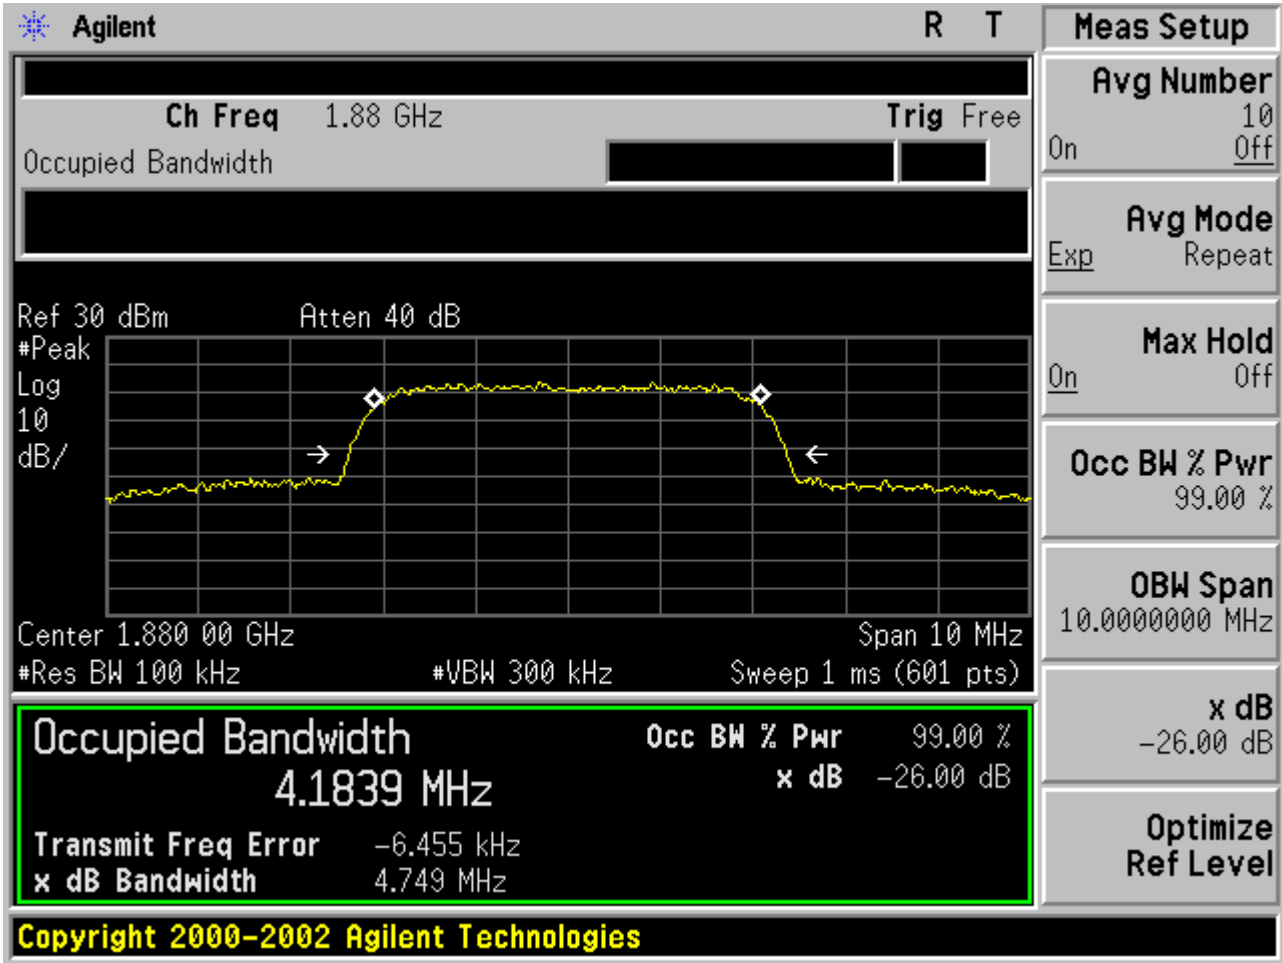 Agilent R T
Ch Freq 1.88 GHz Trig Free
Occupied Bandwidth
Ref 30 dBm Atten 40 dB
#Peak
Log
10
dB/
Center 1.880 00 GHz Span 10 MHz
#Res BW 100 kHz #VBW 300 kHz Sweep 1 ms (601 pts)
Occupied Bandwidth
4.1839 MHz
Occ BW % Pwr 99.00 %
x dB -26.00 dB
Transmit Freq Error -6.455 kHz
x dB Bandwidth 4.749 MHz
Copyright 2000-2002 Agilent Technologies
Meas Setup
Avg Number
10
On Off
Avg Mode
Exp Repeat
Max Hold
On Off
Occ BW % Pwr
99.00 %
OBW Span
10.0000000 MHz
x dB
-26.00 dB
Optimize
Ref Level